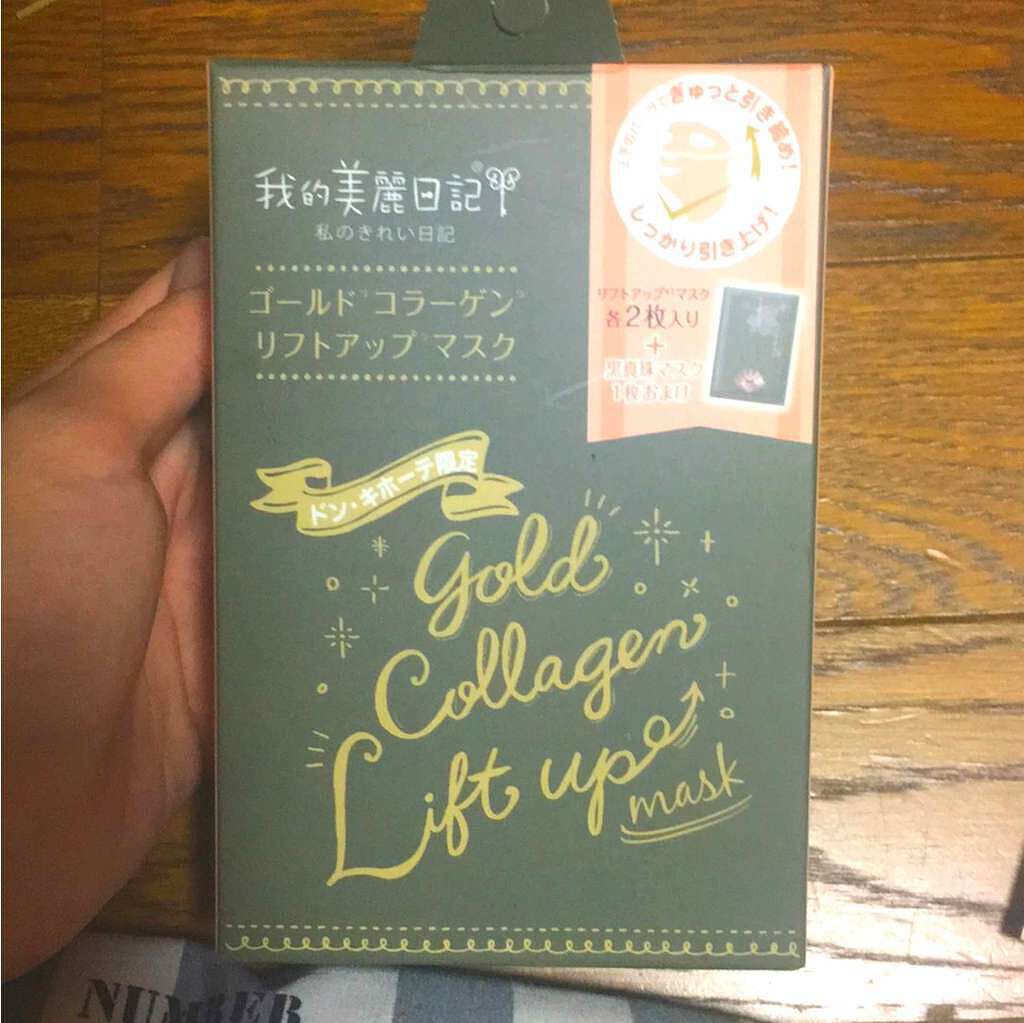 我的美麗日記
私のきれい日記
ゴールド*¹ コラーゲン*²
リフトアップ*³ マスク
ぎゅっと引き締め!
しっかり引き上げ!
リフトアップ*³マスク
各2枚入り
+
黒真珠マスク
1枚おまけ
ドン・キホーテ限定
Gold
Collagen
Lift up
mask
NUMBER